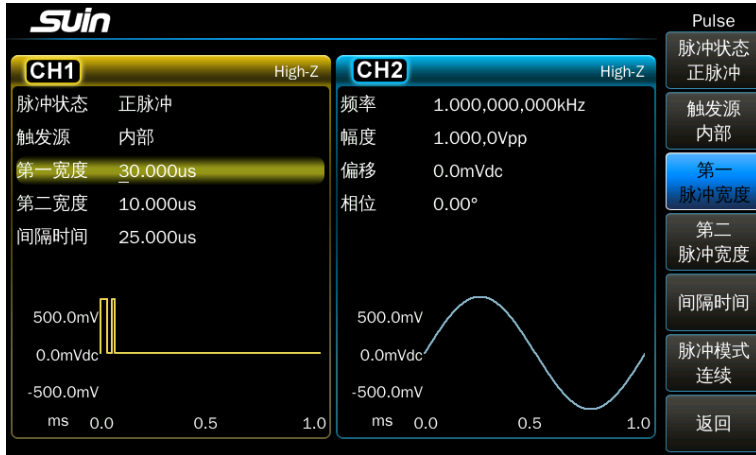 Suin
Pulse
CH1 High-Z
脉冲状态 正脉冲
触发源 内部
第一宽度 30.000us
第二宽度 10.000us
间隔时间 25.000us
500.0mV
0.0mVdc
-500.0mV
ms 0.0 0.5 1.0
CH2 High-Z
频率 1.000,000,000kHz
幅度 1.000,0Vpp
偏移 0.0mVdc
相位 0.00°
500.0mV
0.0mVdc
-500.0mV
ms 0.0 0.5 1.0
脉冲状态
正脉冲
触发源
内部
第一
脉冲宽度
第二
脉冲宽度
间隔时间
脉冲模式
连续
返回